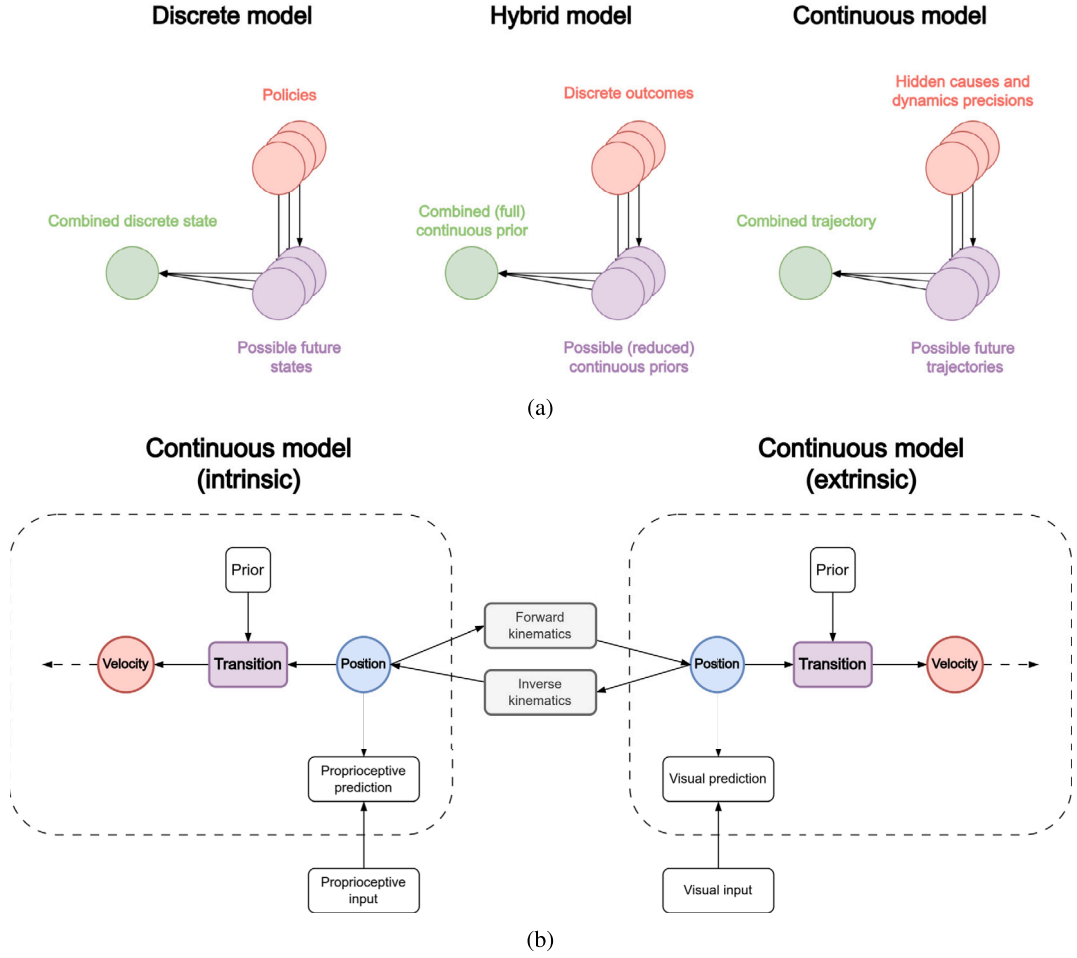 Discrete model
Hybrid model
Continuous model
Policies
Discrete outcomes
Hidden causes and
dynamics precisions
Combined discrete state
Combined (full)
continuous prior
Combined trajectory
Possible future
states
Possible (reduced)
continuous priors
Possible future
trajectories
(a)
Continuous model
(intrinsic)
Continuous model
(extrinsic)
Prior
Prior
Forward
kinematics
Velocity
Transition
Position
Position
Transition
Velocity
Inverse
kinematics
Proprioceptive
prediction
Visual prediction
Proprioceptive
input
Visual input
(b)